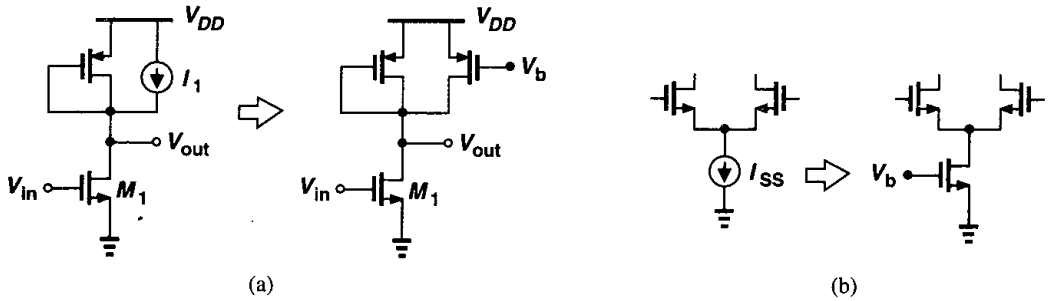 V_DD
I_1
V_out
V_in
M_1
V_DD
V_b
V_out
V_in
M_1
(a)
I_SS
V_b
(b)